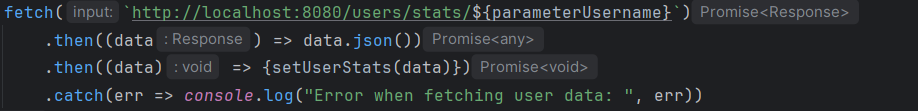 fetch( input: `http://localhost:8080/users/stats/${parameterUsername}`) Promise<Response>
.then((data : Response ) => data.json()) Promise<any>
.then((data) : void => {setUserStats(data)}) Promise<void>
.catch(err => console.log("Error when fetching user data: ", err))